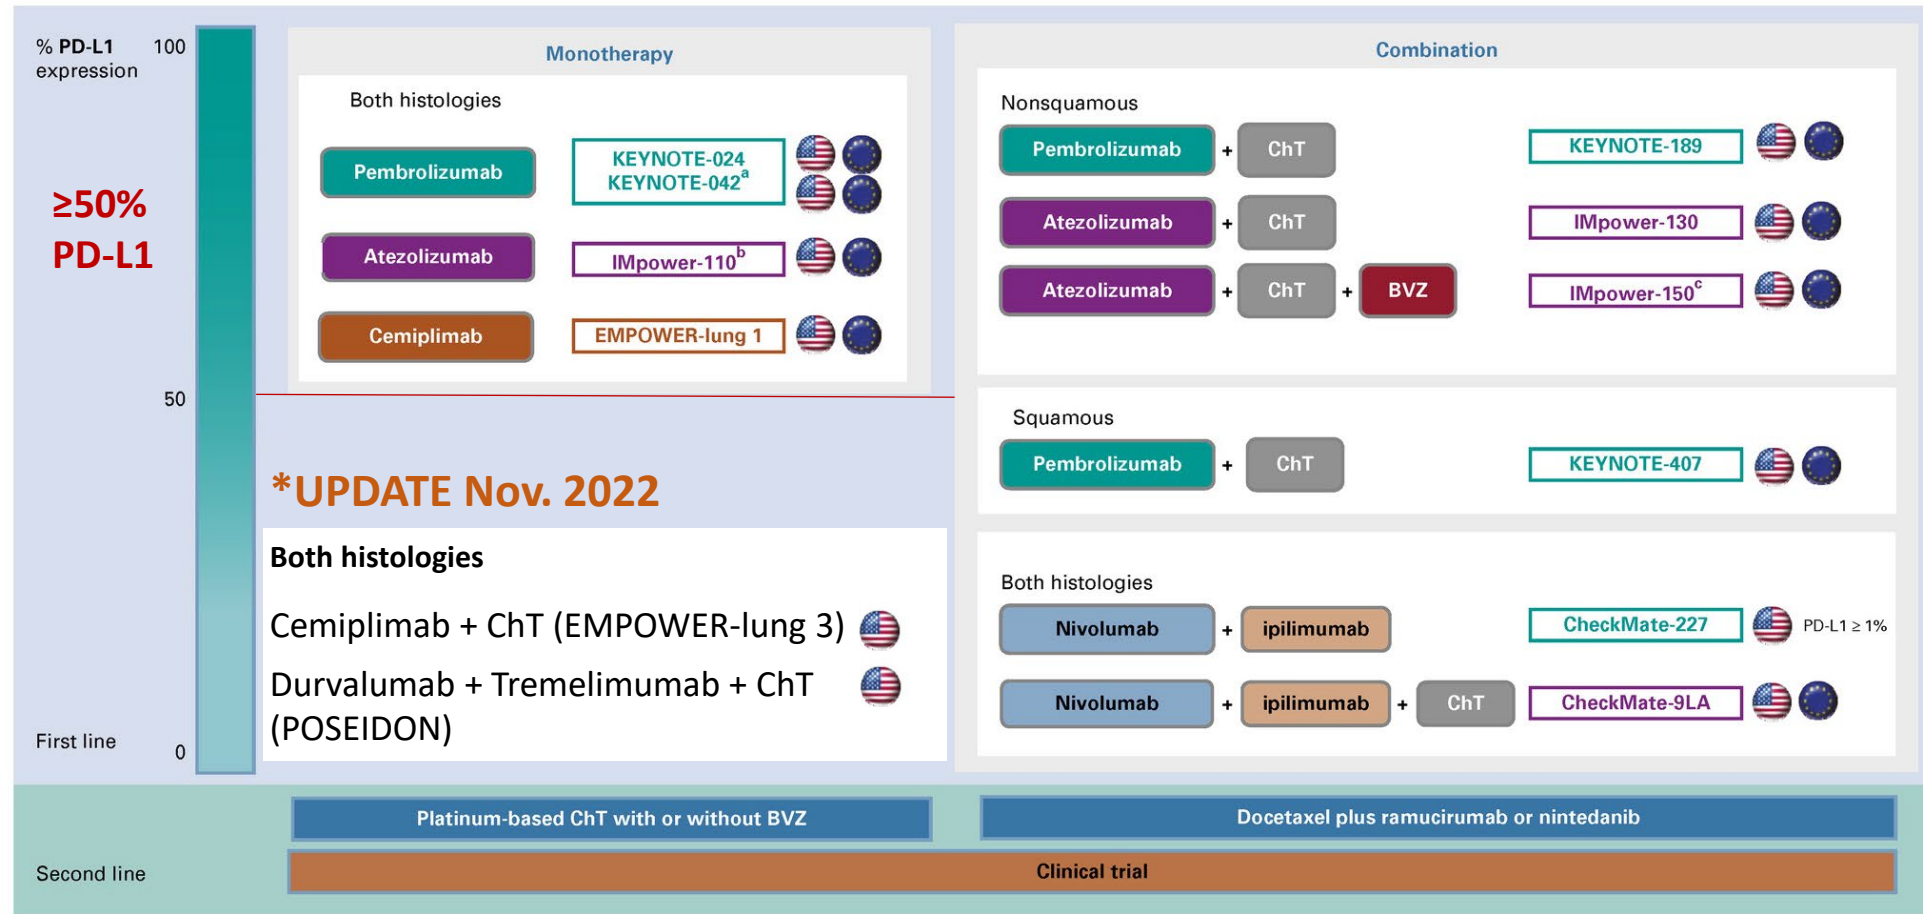 % PD-L1
expression
100
50
0
≥50%
PD-L1
First line
Monotherapy
Both histologies
Pembrolizumab
KEYNOTE-024
KEYNOTE-042a
Atezolizumab
IMpower-110b
Cemiplimab
EMPOWER-lung 1
*UPDATE Nov. 2022
Both histologies
Cemiplimab + ChT (EMPOWER-lung 3)
Durvalumab + Tremelimumab + ChT
(POSEIDON)
Combination
Nonsquamous
Pembrolizumab + ChT KEYNOTE-189
Atezolizumab + ChT IMpower-130
Atezolizumab + ChT + BVZ IMpower-150c
Squamous
Pembrolizumab + ChT KEYNOTE-407
Both histologies
Nivolumab + ipilimumab CheckMate-227 PD-L1 ≥ 1%
Nivolumab + ipilimumab + ChT CheckMate-9LA
Platinum-based ChT with or without BVZ
Docetaxel plus ramucirumab or nintedanib
Second line
Clinical trial